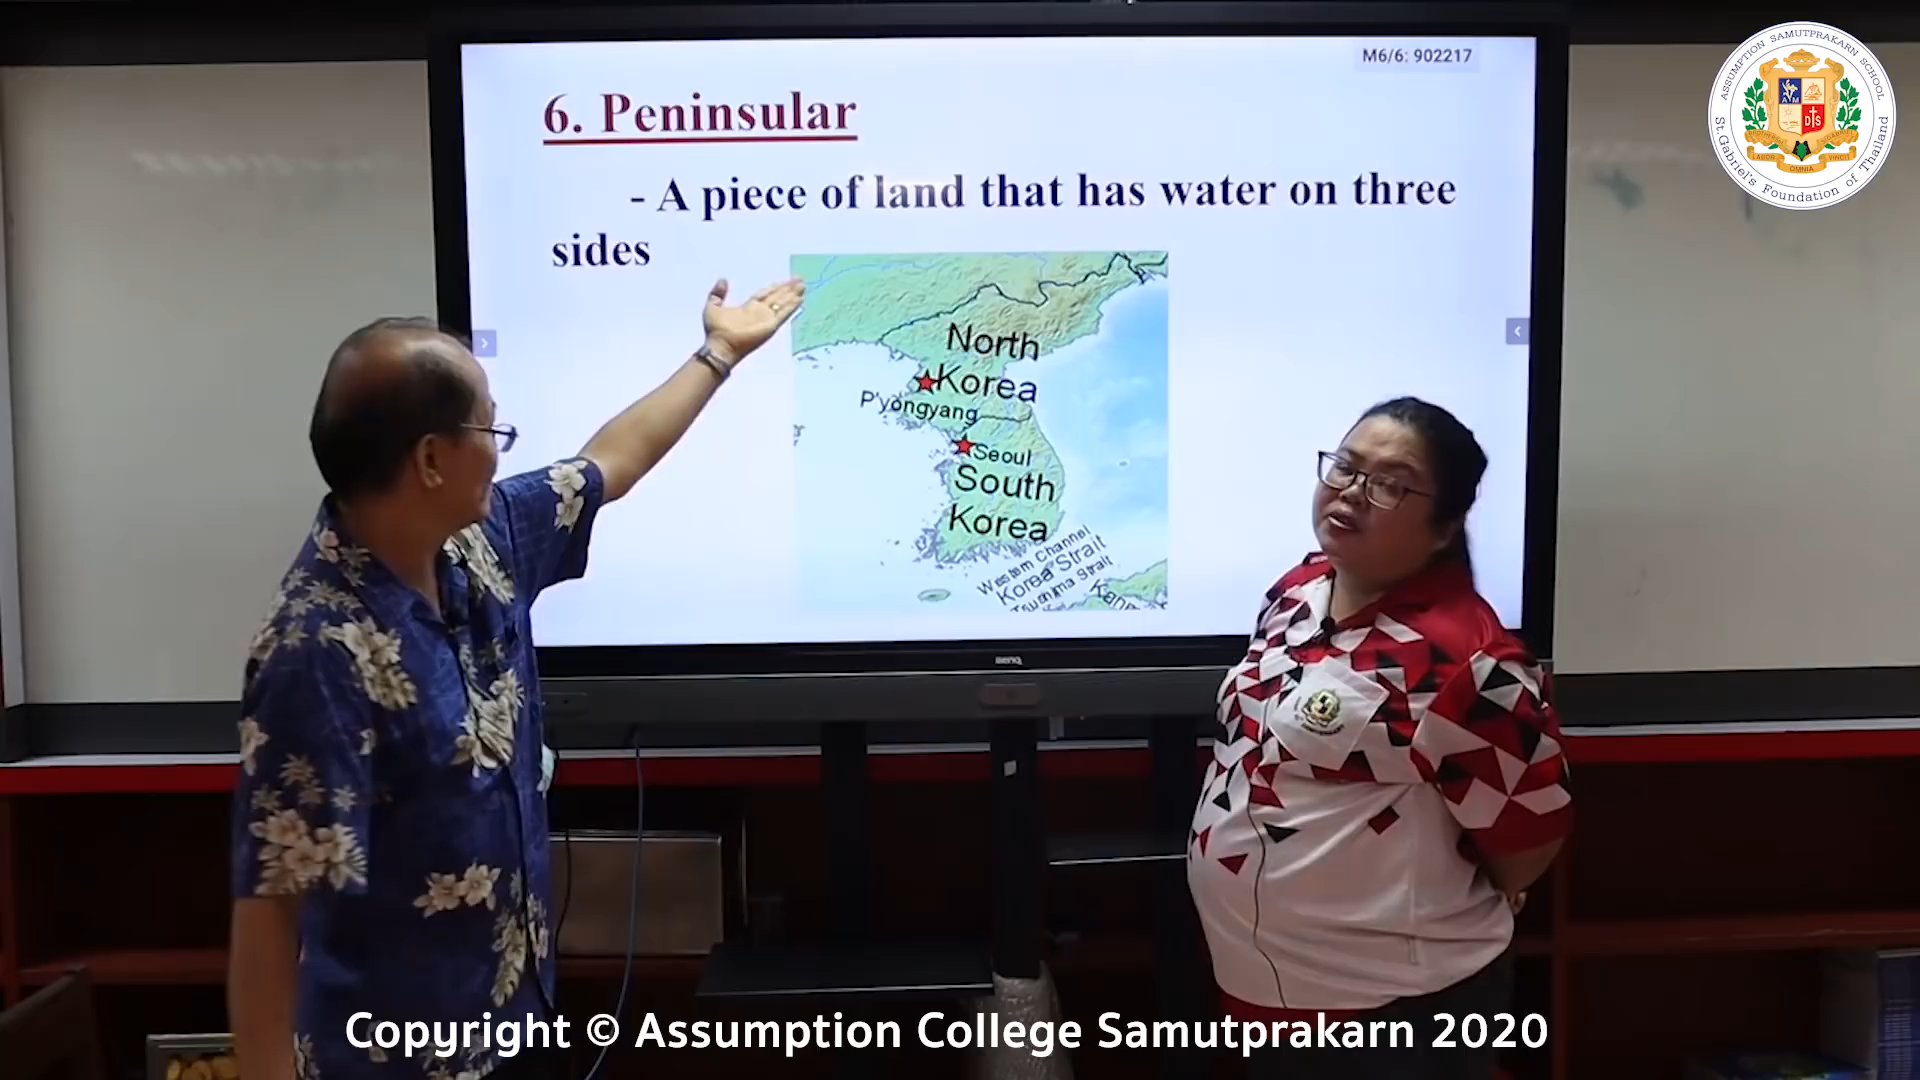 M6/6: 902217
6. Peninsular
- A piece of land that has water on three
sides
North
Korea
P'yongyang
Seoul
South
Korea
Western Channel
Korea Strait
Tsushima Strait
BenQ
ASSUMPTION SAMUTPRAKARN SCHOOL
St.Gabriel's Foundation of Thailand
A M
D S
LABOR OMNIA VINCIT
Copyright © Assumption College Samutprakarn 2020